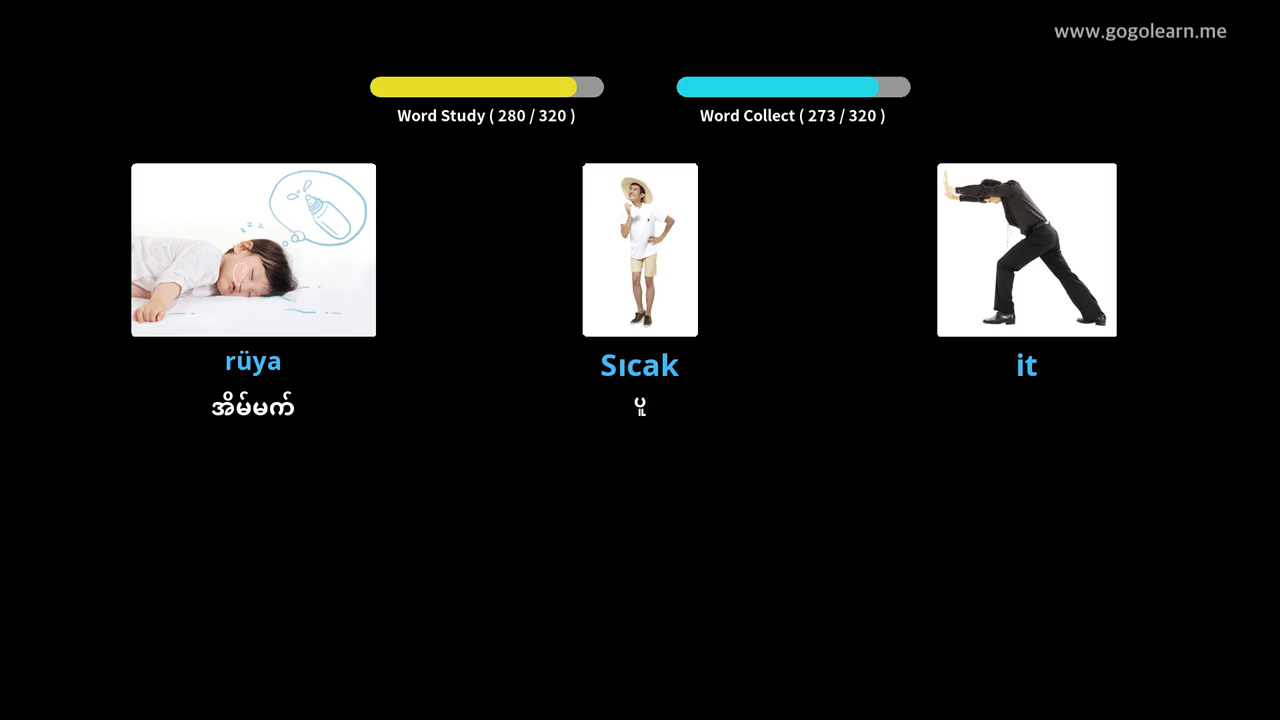 www.gogolearn.me
Word Study ( 280 / 320 )
Word Collect ( 273 / 320 )
rüya
Sıcak
it
အိမ်မက်
ပူ